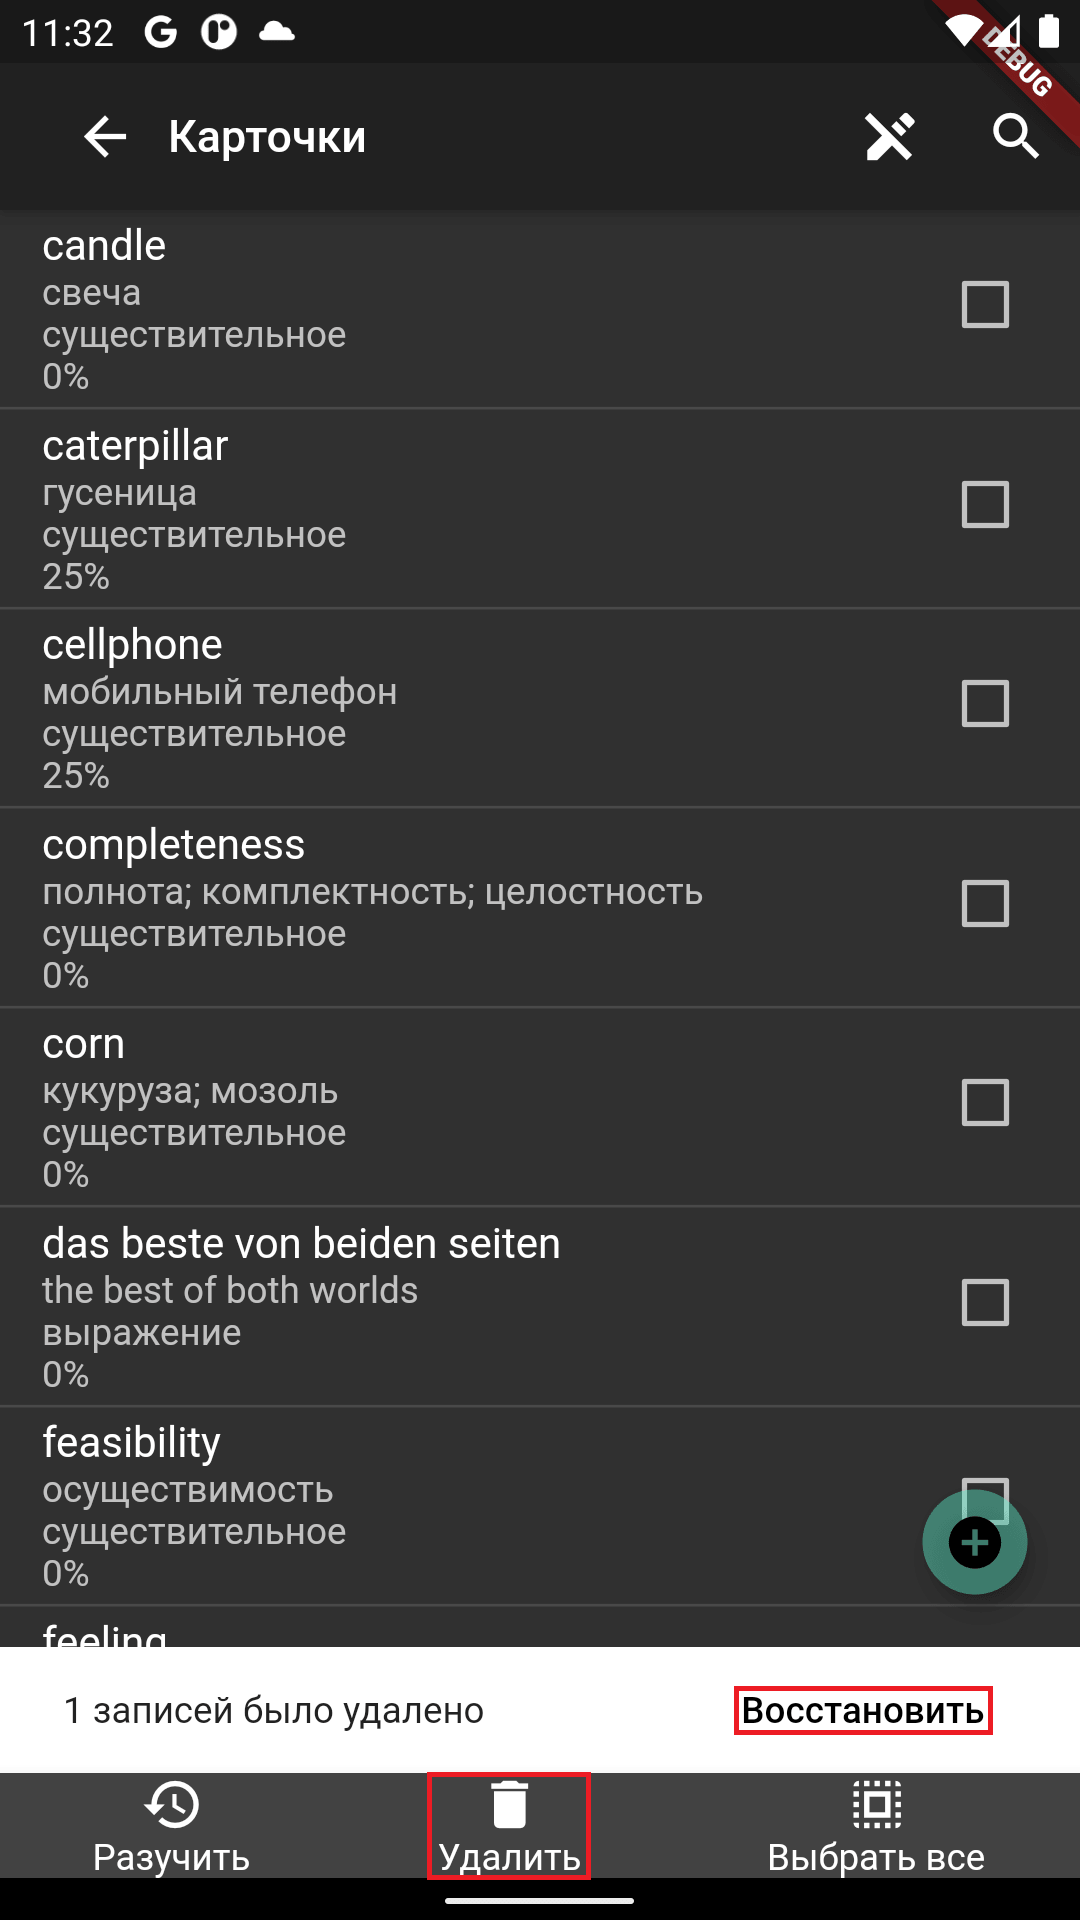 11:32
DEBUG
Карточки
candle
свеча
существительное
0%
caterpillar
гусеница
существительное
25%
cellphone
мобильный телефон
существительное
25%
completeness
полнота; комплектность; целостность
существительное
0%
corn
кукуруза; мозоль
существительное
0%
das beste von beiden seiten
the best of both worlds
выражение
0%
feasibility
осуществимость
существительное
0%
feeling
1 записей было удалено Восстановить
Разучить Удалить Выбрать все